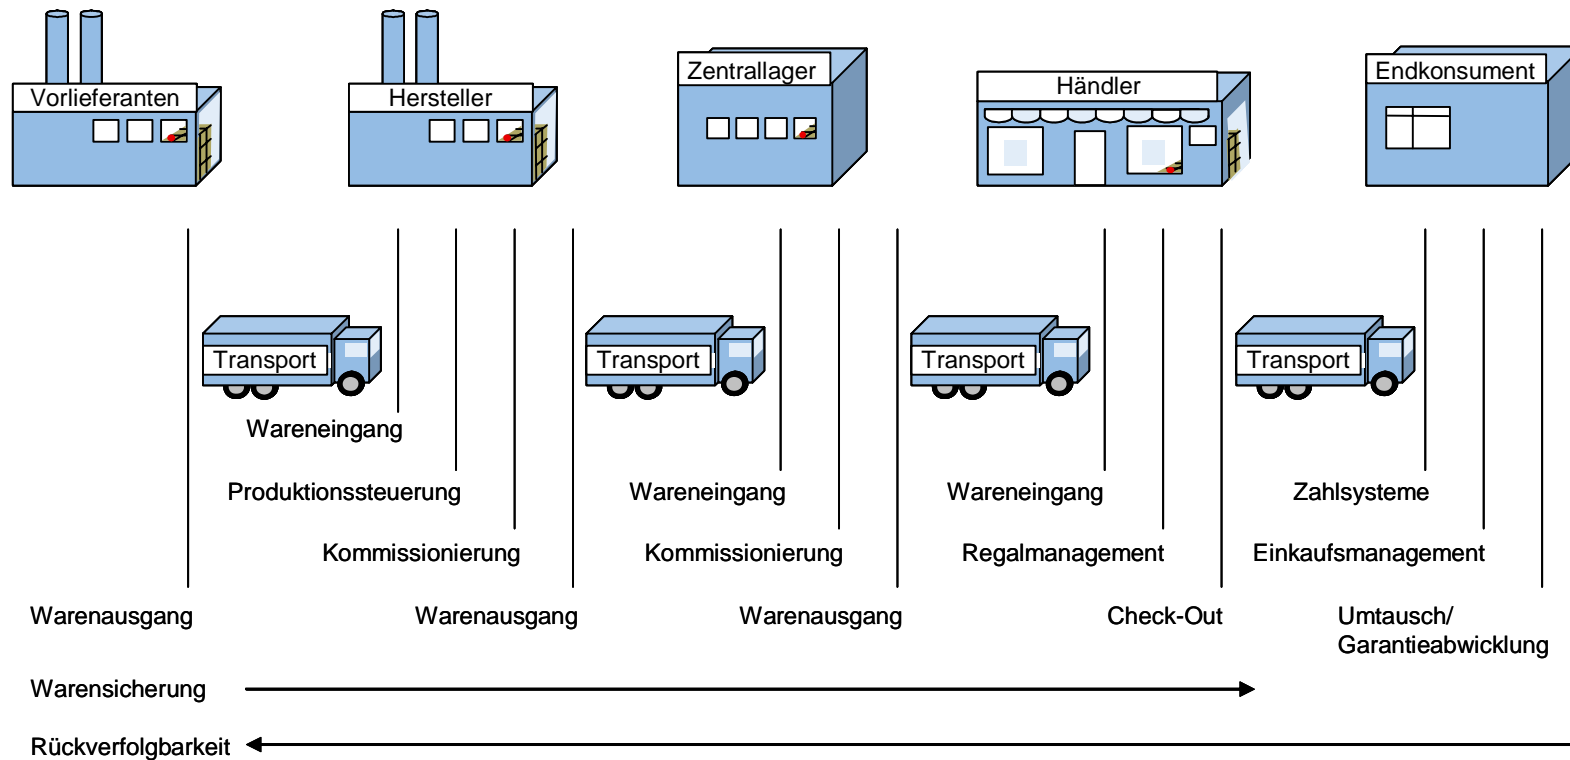 Vorlieferanten
Hersteller
Zentrallager
Händler
Endkonsument
Transport
Transport
Transport
Transport
Wareneingang
Produktionssteuerung
Wareneingang
Wareneingang
Zahlsysteme
Kommissionierung
Kommissionierung
Regalmanagement
Einkaufsmanagement
Warenausgang
Warenausgang
Warenausgang
Check-Out
Umtausch/
Garantieabwicklung
Warensicherung
Rückverfolgbarkeit